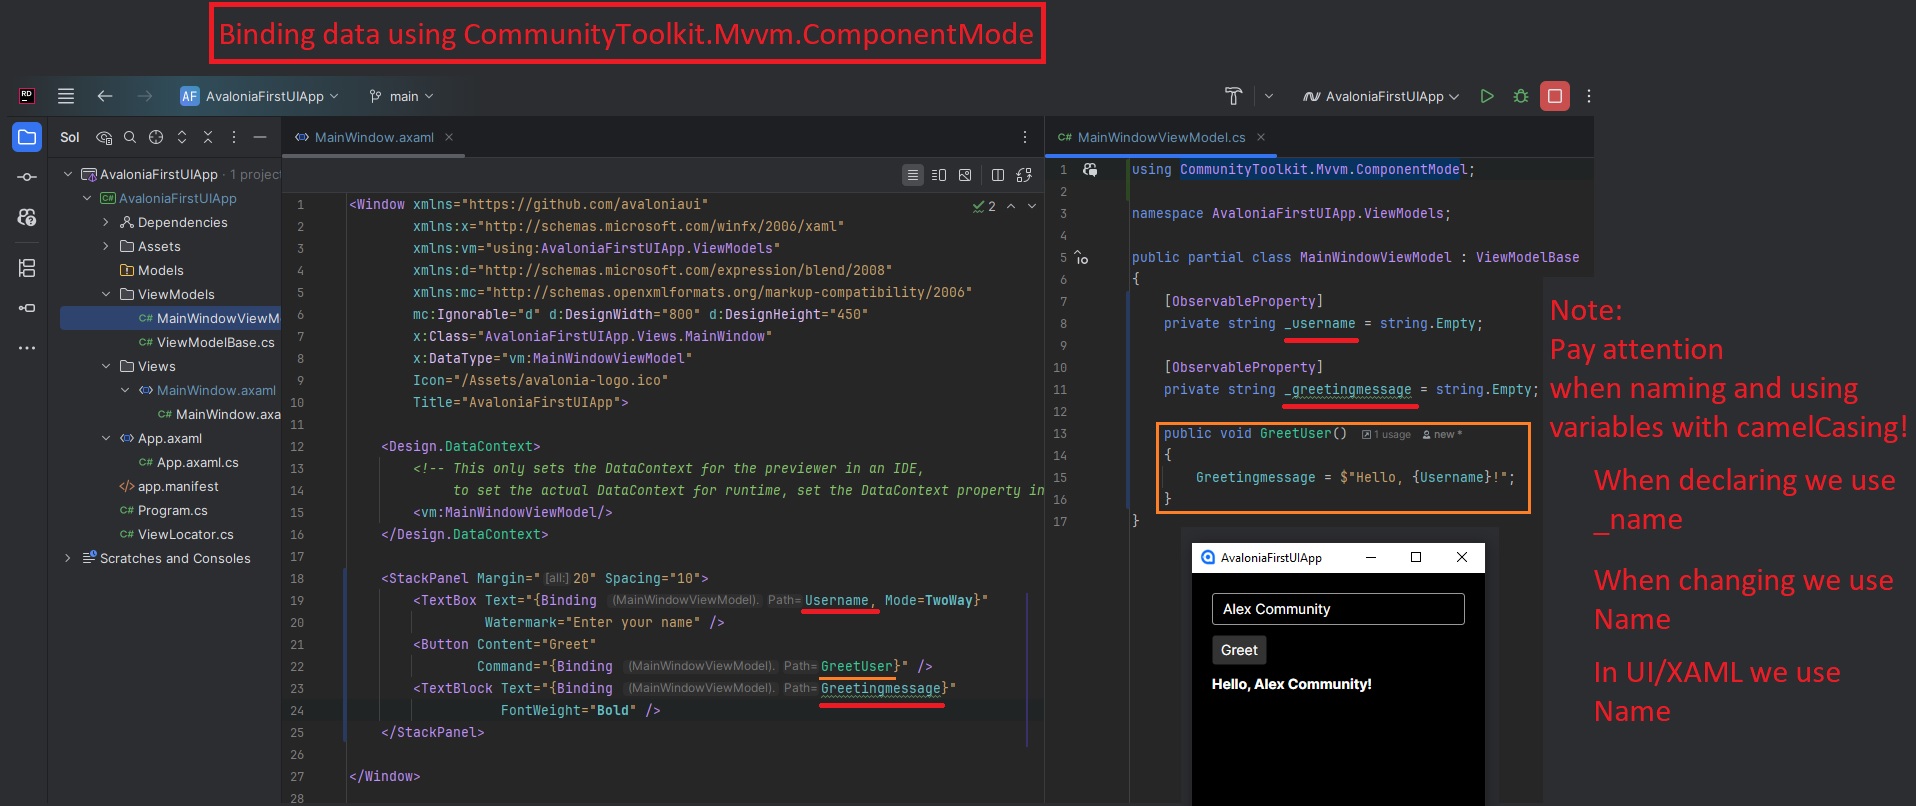 Binding data using CommunityToolkit.Mvvm.ComponentMode
RD
AF AvaloniaFirstUIApp
main
AvaloniaFirstUIApp
Sol
AvaloniaFirstUIApp · 1 projec
AvaloniaFirstUIApp
Dependencies
Assets
Models
ViewModels
C# MainWindowViewM
C# ViewModelBase.cs
Views
MainWindow.axaml
C# MainWindow.axa
App.axaml
C# App.axaml.cs
app.manifest
C# Program.cs
C# ViewLocator.cs
Scratches and Consoles
MainWindow.axaml
2
1 <Window xmlns="https://github.com/avaloniaui"
2 xmlns:x="http://schemas.microsoft.com/winfx/2006/xaml"
3 xmlns:vm="using:AvaloniaFirstUIApp.ViewModels"
4 xmlns:d="http://schemas.microsoft.com/expression/blend/2008"
5 xmlns:mc="http://schemas.openxmlformats.org/markup-compatibility/2006"
6 mc:Ignorable="d" d:DesignWidth="800" d:DesignHeight="450"
7 x:Class="AvaloniaFirstUIApp.Views.MainWindow"
8 x:DataType="vm:MainWindowViewModel"
9 Icon="/Assets/avalonia-logo.ico"
10 Title="AvaloniaFirstUIApp">
11
12 <Design.DataContext>
13 <!-- This only sets the DataContext for the previewer in an IDE,
14 to set the actual DataContext for runtime, set the DataContext property in
15 <vm:MainWindowViewModel/>
16 </Design.DataContext>
17
18 <StackPanel Margin="[all:]20" Spacing="10">
19 <TextBox Text="{Binding (MainWindowViewModel). Path=Username, Mode=TwoWay}"
20 Watermark="Enter your name" />
21 <Button Content="Greet"
22 Command="{Binding (MainWindowViewModel). Path=GreetUser}" />
23 <TextBlock Text="{Binding (MainWindowViewModel). Path=Greetingmessage}"
24 FontWeight="Bold" />
25 </StackPanel>
26
27 </Window>
28
C# MainWindowViewModel.cs
1 using CommunityToolkit.Mvvm.ComponentModel;
2
3 namespace AvaloniaFirstUIApp.ViewModels;
4
5 public partial class MainWindowViewModel : ViewModelBase
6 {
7 [ObservableProperty]
8 private string _username = string.Empty;
9
10 [ObservableProperty]
11 private string _greetingmessage = string.Empty;
12
13 public void GreetUser() 1 usage new *
14 {
15 Greetingmessage = $"Hello, {Username}!";
16 }
17 }
AvaloniaFirstUIApp
Alex Community
Greet
Hello, Alex Community!
Note:
Pay attention
when naming and using
variables with camelCasing!
When declaring we use
_name
When changing we use
Name
In UI/XAML we use
Name